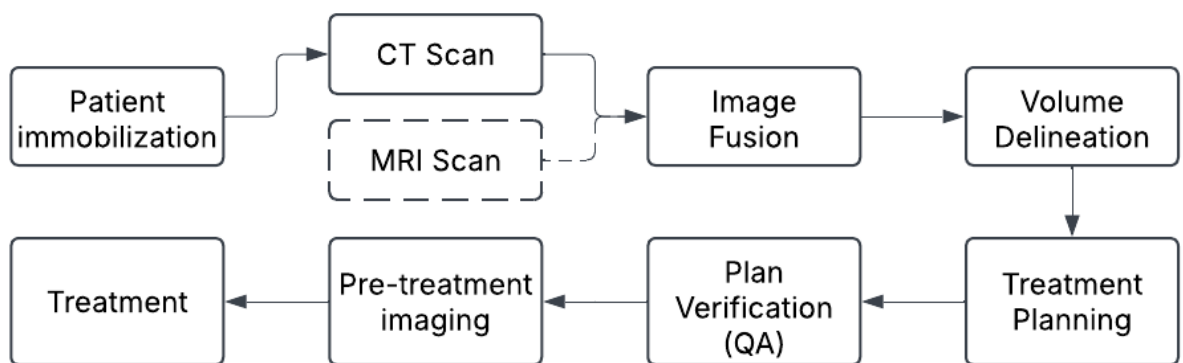 Patient
immobilization
CT Scan
MRI Scan
Image
Fusion
Volume
Delineation
Treatment
Planning
Plan
Verification
(QA)
Pre-treatment
imaging
Treatment